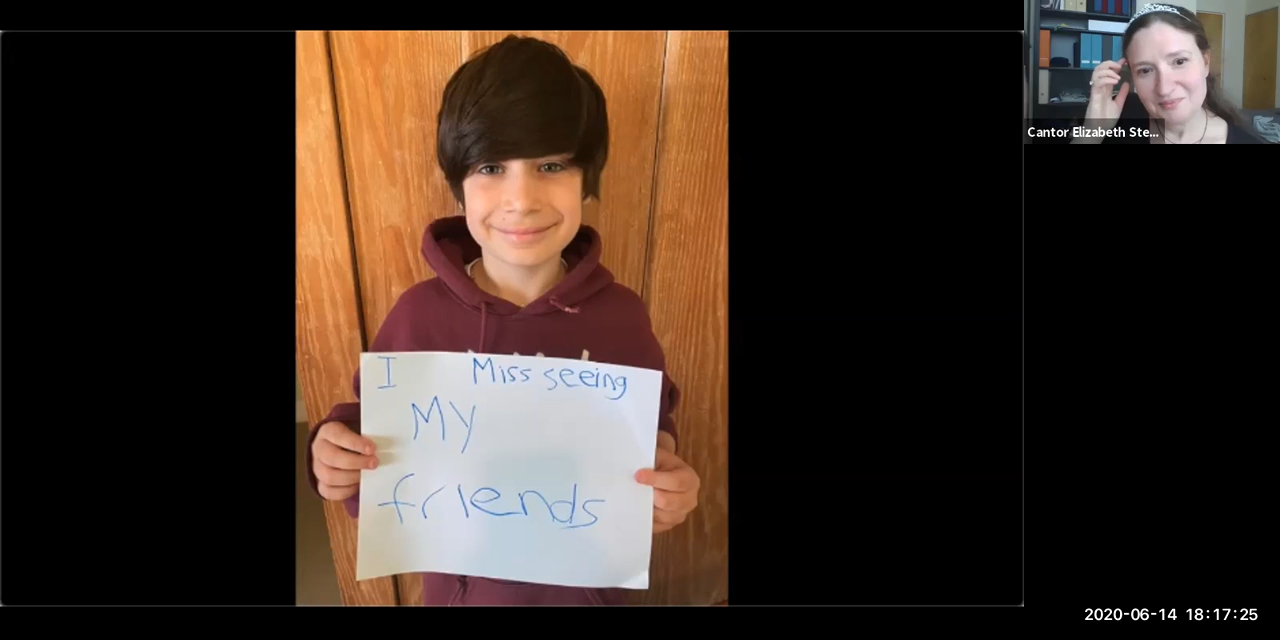 I Miss seeing
My
friends
Cantor Elizabeth Ste...
2020-06-14 18:17:25